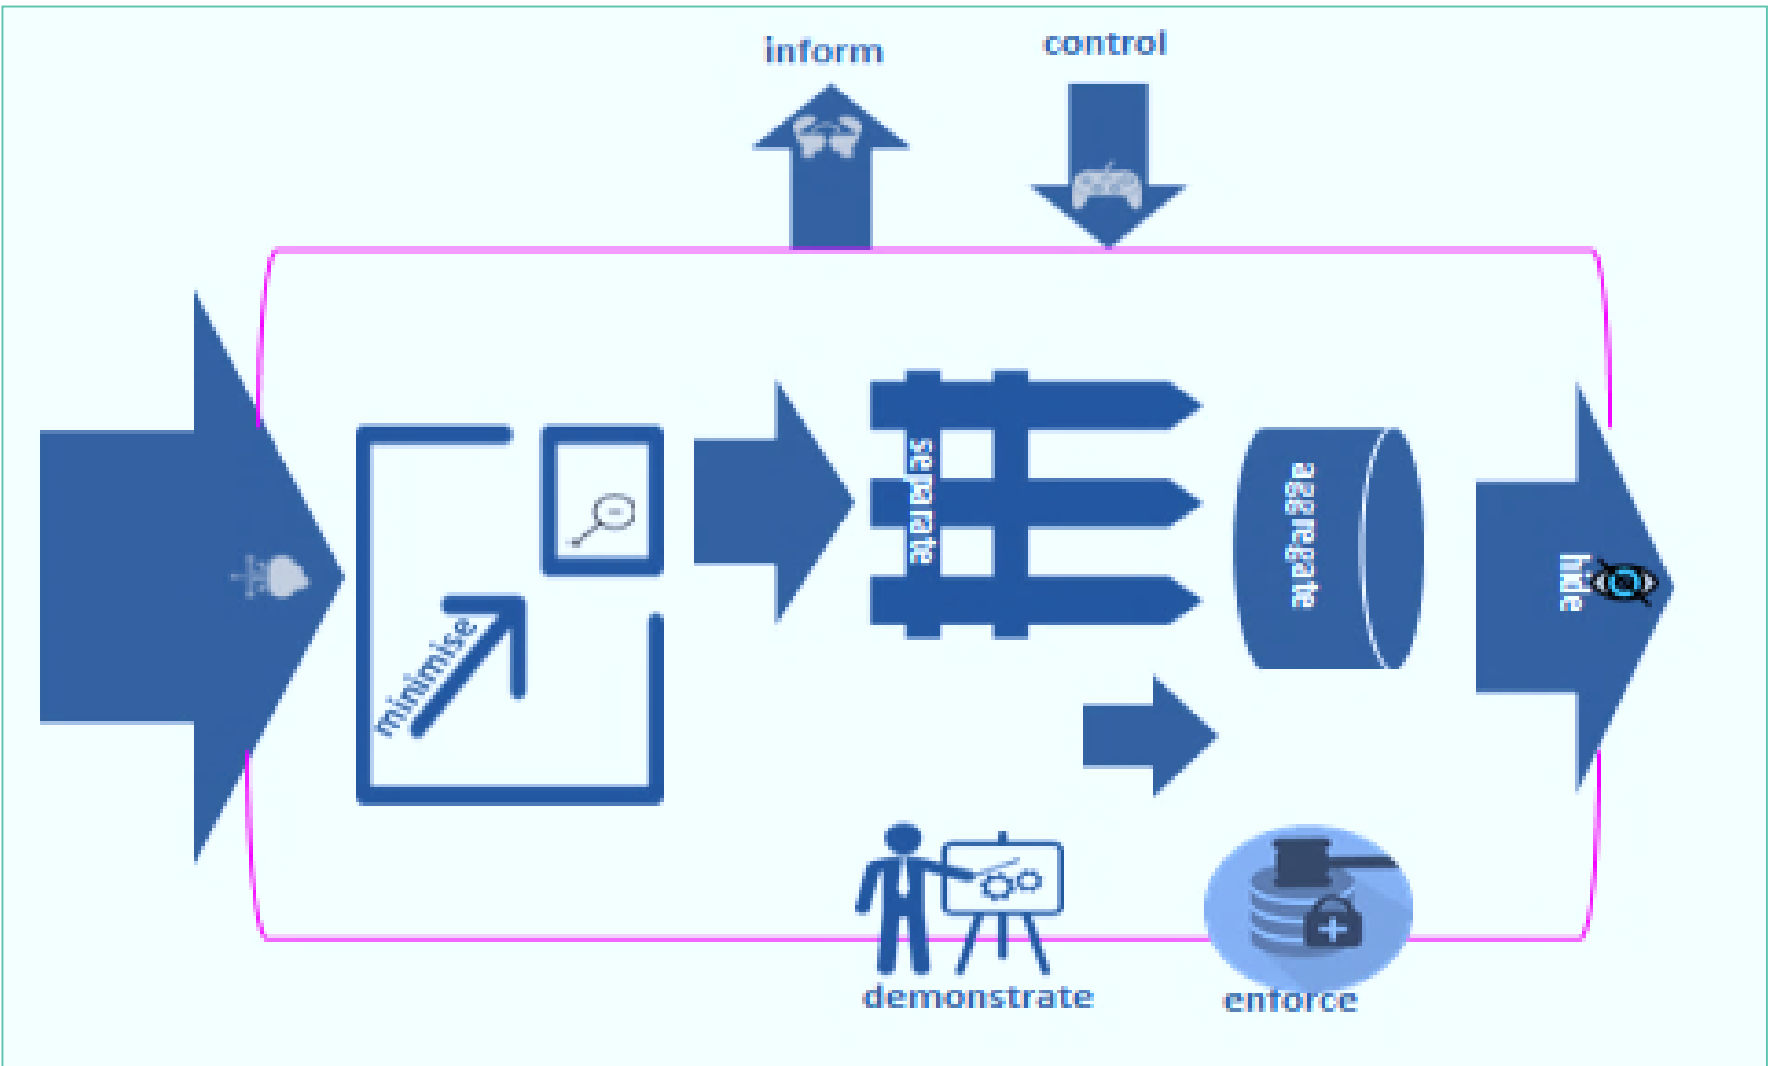 inform
control
minimise
separate
aggregate
hide
demonstrate
enforce